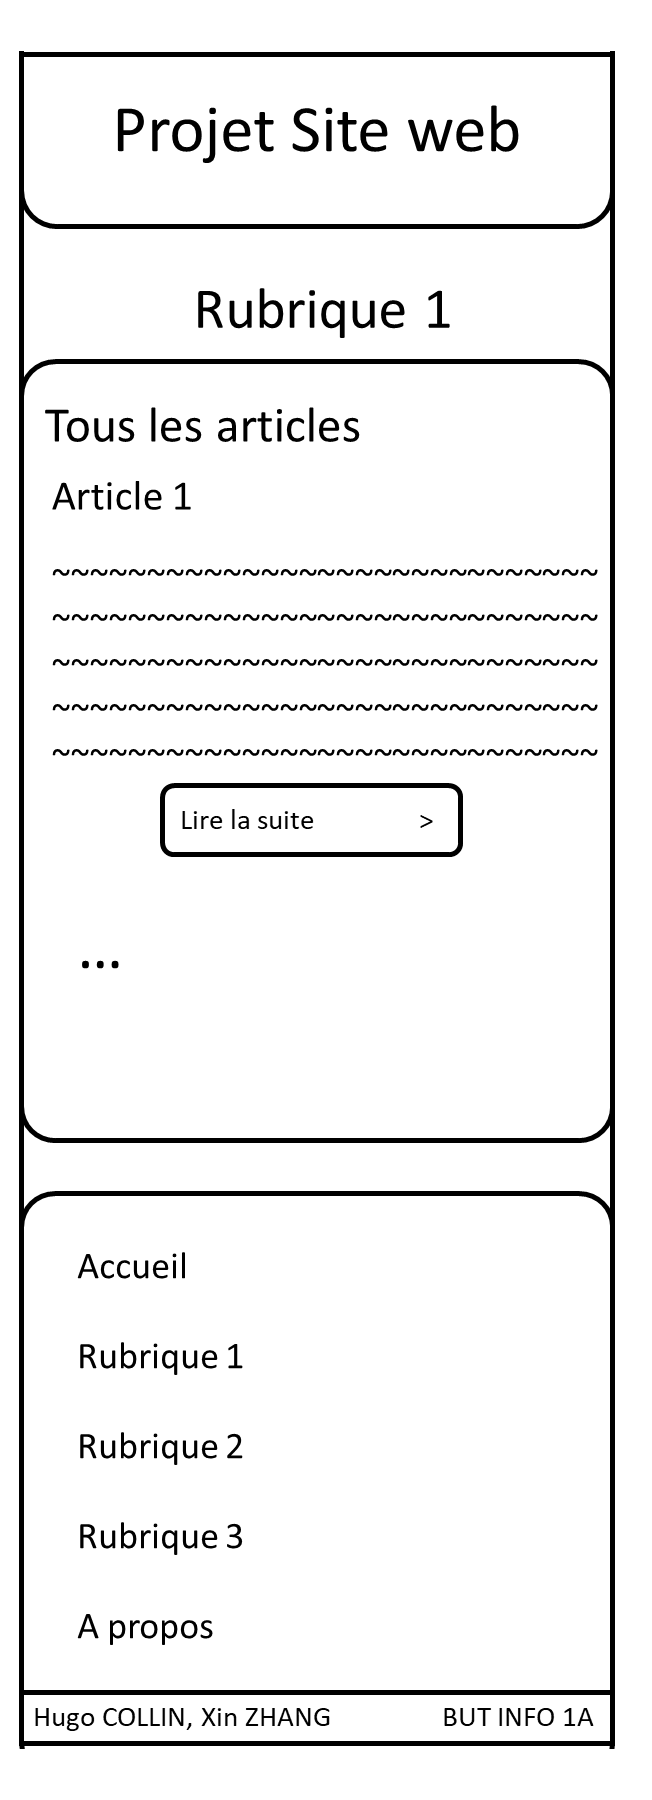 Projet Site web
Rubrique 1
Tous les articles
Article 1
~~~~~~~~~~~~~~~~~~~~~~~~~~~~~
~~~~~~~~~~~~~~~~~~~~~~~~~~~~~
~~~~~~~~~~~~~~~~~~~~~~~~~~~~~
~~~~~~~~~~~~~~~~~~~~~~~~~~~~~
~~~~~~~~~~~~~~~~~~~~~~~~~~~~~
Lire la suite >
...
Accueil
Rubrique 1
Rubrique 2
Rubrique 3
A propos
Hugo COLLIN, Xin ZHANG BUT INFO 1A